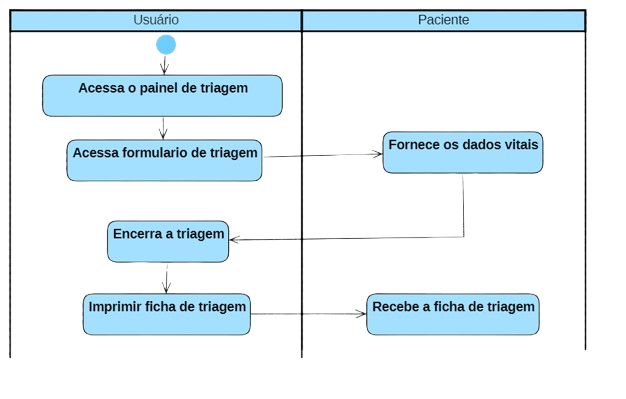 Usuário
Paciente
Acessa o painel de triagem
Acessa formulario de triagem
Fornece os dados vitais
Encerra a triagem
Imprimir ficha de triagem
Recebe a ficha de triagem